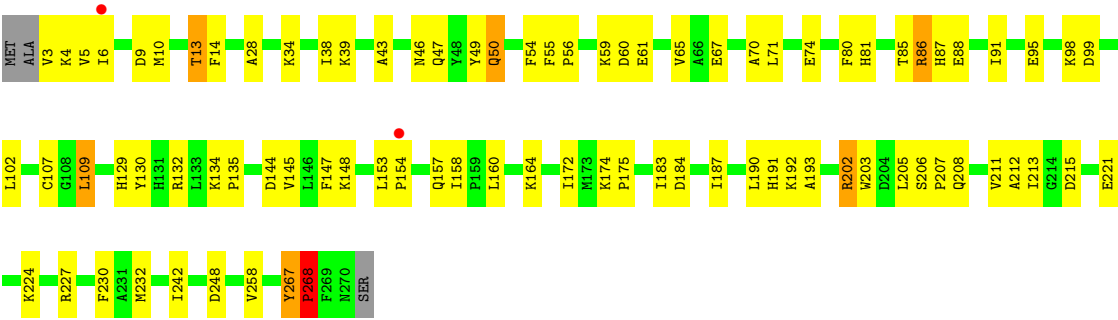 MET ALA V3 K4 V5 I6 D9 M10 T13 F14 A28 K34 I38 K39 A43 N46 Q47 Y48 Y49 Q50 F54 F55 P56 K59 D60 E61 V65 A66 E67 A70 L71 E74 F80 H81 T85 R86 H87 E88 I91 E95 K98 D99
L102 C107 G108 L109 H129 Y130 H131 R132 L133 K134 P135 D144 V145 L146 F147 K148 L153 P154 Q157 I158 P159 L160 K164 I172 M173 K174 P175 I183 D184 I187 L190 H191 K192 A193 R202 W203 D204 L205 S206 P207 Q208 V211 A212 I213 G214 D215 E221
K224 R227 F230 A231 M232 I242 D248 V258 Y267 P268 F269 N270 SER